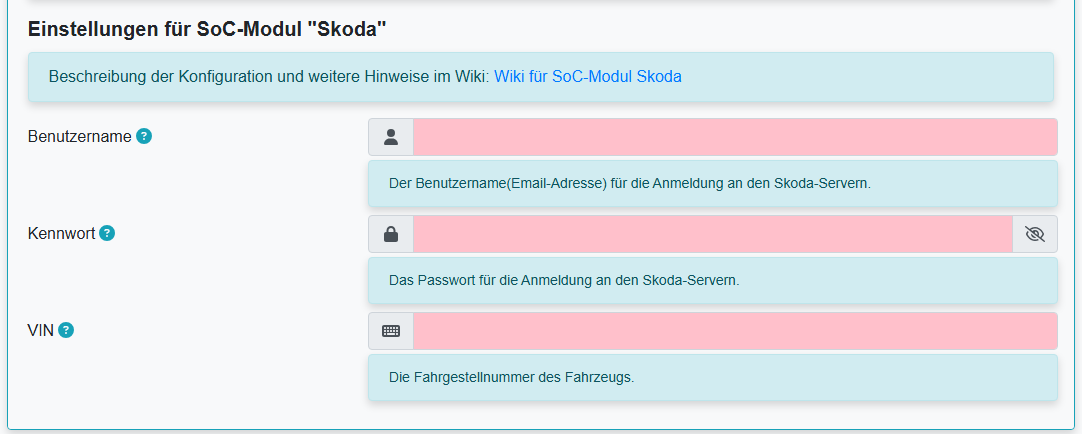 Einstellungen für SoC-Modul "Skoda"
Beschreibung der Konfiguration und weitere Hinweise im Wiki: Wiki für SoC-Modul Skoda
Benutzername ?
Der Benutzername(Email-Adresse) für die Anmeldung an den Skoda-Servern.
Kennwort ?
Das Passwort für die Anmeldung an den Skoda-Servern.
VIN ?
Die Fahrgestellnummer des Fahrzeugs.